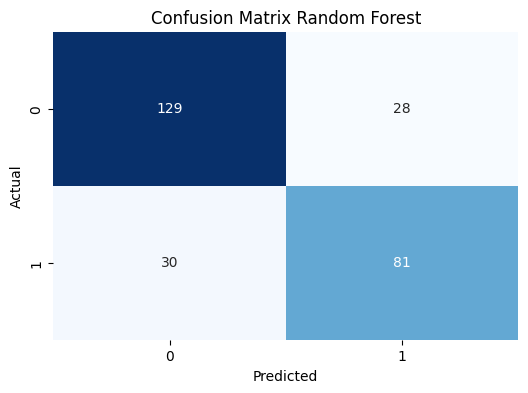 Confusion Matrix Random Forest
Actual
0
129
28
1
30
81
0
1
Predicted